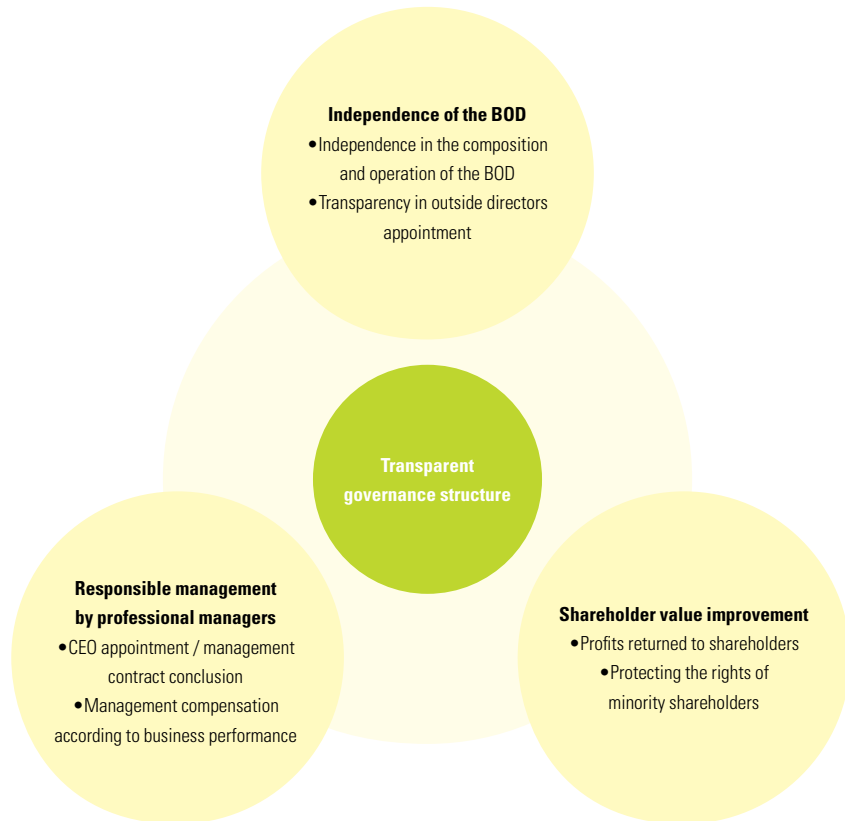 Independence of the BOD
•Independence in the composition
and operation of the BOD
•Transparency in outside directors
appointment
Transparent
governance structure
Responsible management
by professional managers
•CEO appointment / management
contract conclusion
•Management compensation
according to business performance
Shareholder value improvement
•Profits returned to shareholders
•Protecting the rights of
minority shareholders